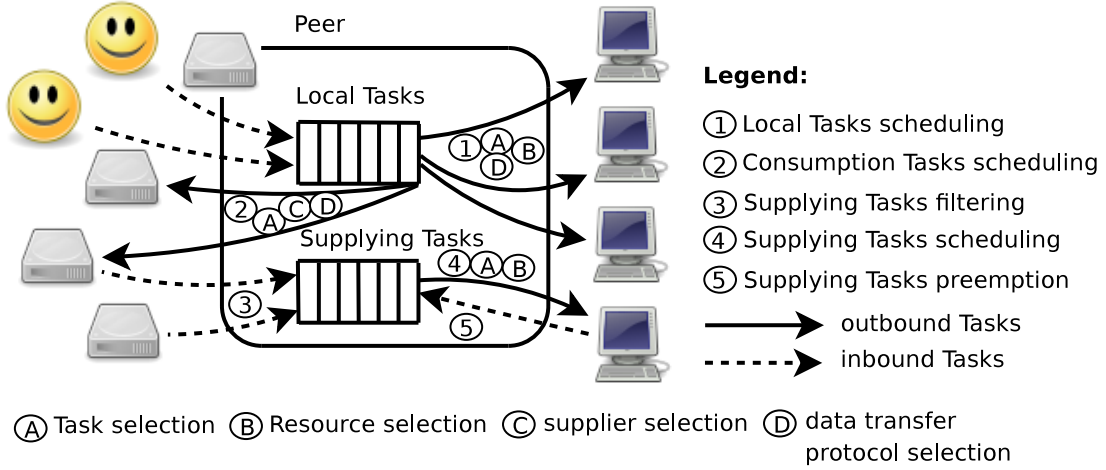 Peer
Local Tasks
Legend:
1 A B
D
1 Local Tasks scheduling
2 Consumption Tasks scheduling
2 A C D
3 Supplying Tasks filtering
Supplying Tasks
4 Supplying Tasks scheduling
4 A B
5 Supplying Tasks preemption
3
5
outbound Tasks
inbound Tasks
A Task selection B Resource selection C supplier selection D data transfer
protocol selection